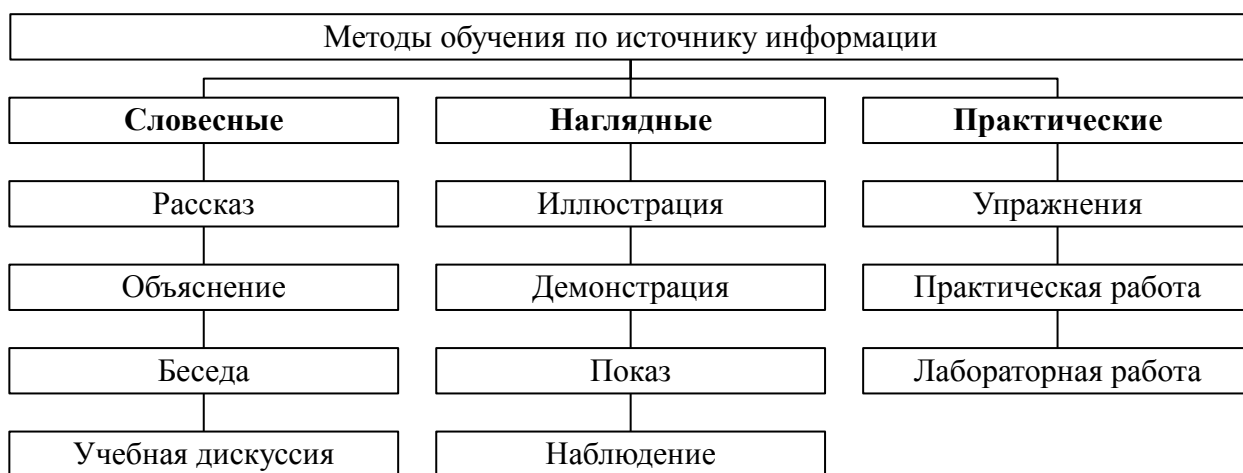 Методы обучения по источнику информации
Словесные
Наглядные
Практические
Рассказ
Иллюстрация
Упражнения
Объяснение
Демонстрация
Практическая работа
Беседа
Показ
Лабораторная работа
Учебная дискуссия
Наблюдение